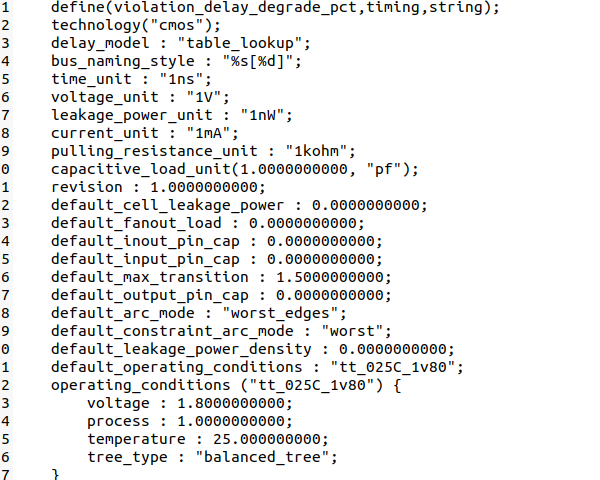 1 define(violation_delay_degrade_pct,timing,string);
2 technology("cmos");
3 delay_model : "table_lookup";
4 bus_naming_style : "%s[%d]";
5 time_unit : "1ns";
6 voltage_unit : "1V";
7 leakage_power_unit : "1nW";
8 current_unit : "1mA";
9 pulling_resistance_unit : "1kohm";
0 capacitive_load_unit(1.0000000000, "pf");
1 revision : 1.0000000000;
2 default_cell_leakage_power : 0.0000000000;
3 default_fanout_load : 0.0000000000;
4 default_inout_pin_cap : 0.0000000000;
5 default_input_pin_cap : 0.0000000000;
6 default_max_transition : 1.5000000000;
7 default_output_pin_cap : 0.0000000000;
8 default_arc_mode : "worst_edges";
9 default_constraint_arc_mode : "worst";
0 default_leakage_power_density : 0.0000000000;
1 default_operating_conditions : "tt_025C_1v80";
2 operating_conditions ("tt_025C_1v80") {
3 voltage : 1.8000000000;
4 process : 1.0000000000;
5 temperature : 25.000000000;
6 tree_type : "balanced_tree";
7 }